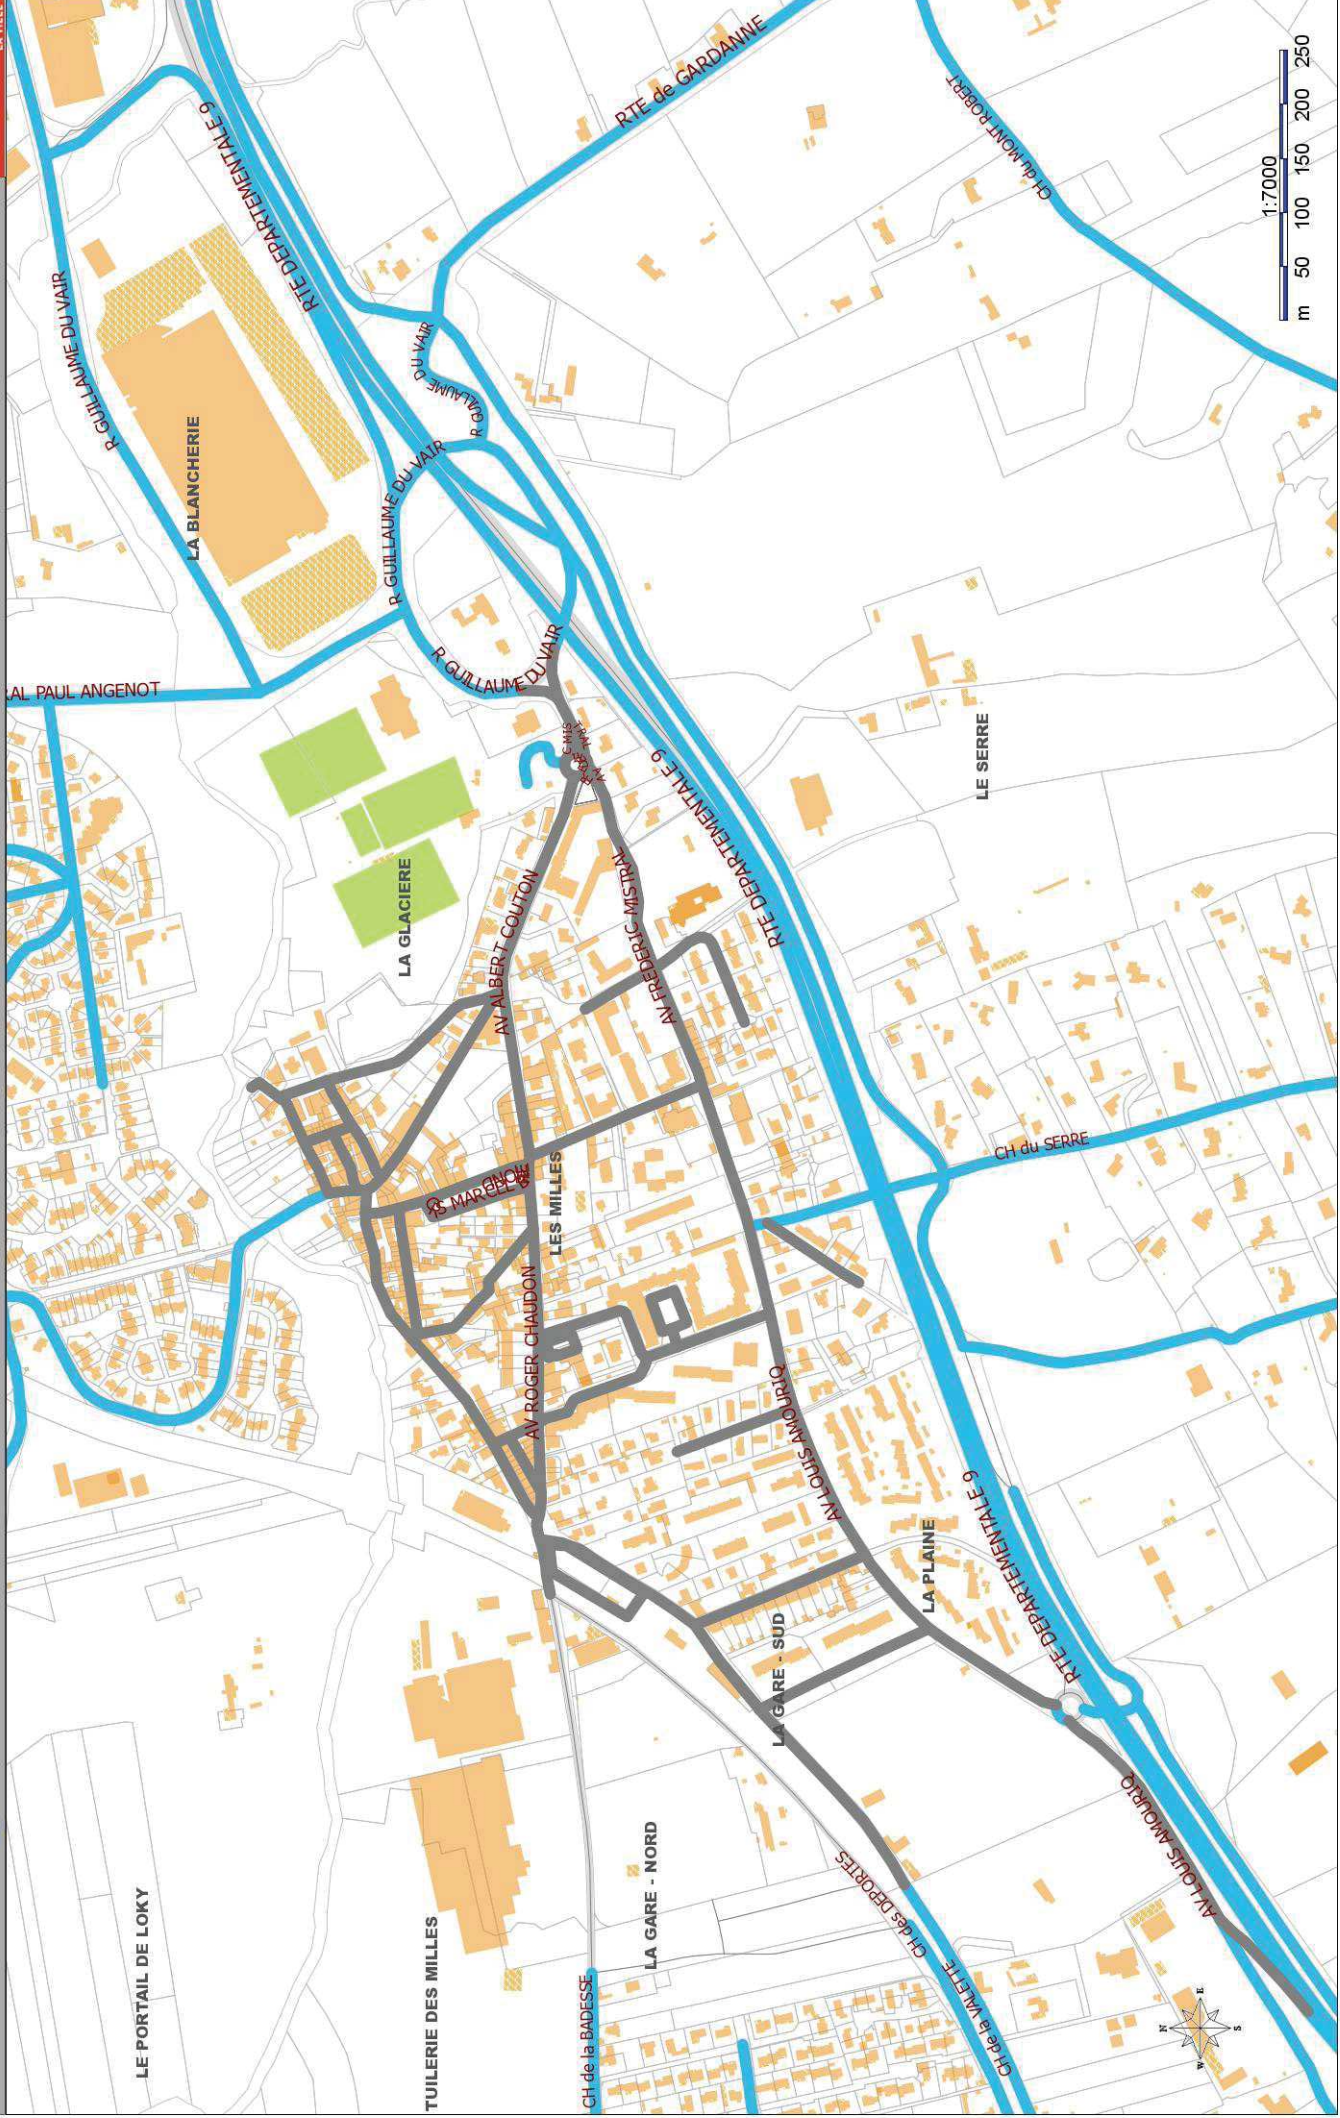 RTE DEPARTEMENTALE 9
RTE de GARDANNE
CH du MONT ROBERT
1:7000
m 50 100 150 200 250
R GUILLAUME DU VAIR
LA BLANCHERIE
R GUILLAUME DU VAIR
R GUILLAUME DU VAIR
R GUILLAUME DU VAIR
RAL PAUL ANGENOT
LA GLACIERE
AV ALBERT COUTON
AV FREDERIC MISTRAL
RTE DEPARTEMENTALE 9
LE SERRE
CH du SERRE
LES MILLES
AV ROGER CHAUDON
AV LOUIS AMOURIQ
LA PLAINE
RTE DEPARTEMENTALE 9
LA GARE - SUD
LA GARE - NORD
CH des DEPORTES
CH de la VALETTE
AV LOUIS AMOURIQ
LE PORTAIL DE LOKY
TUILERIE DES MILLES
CH de la BADESSE
N
E
S
W